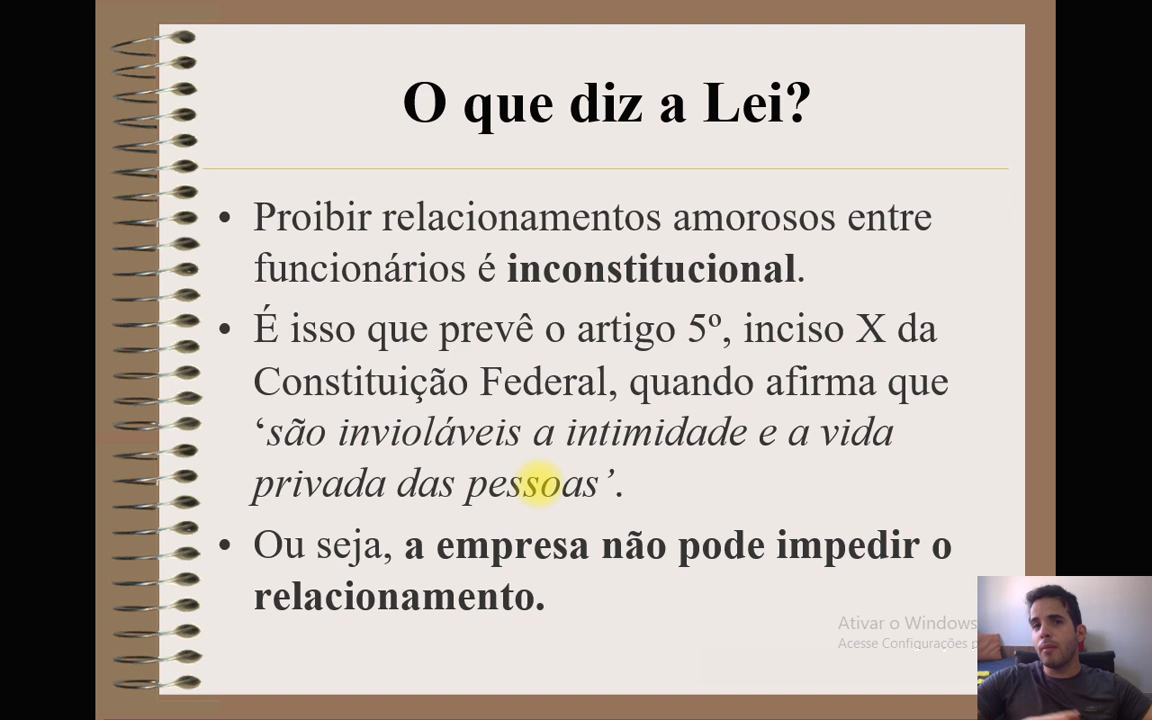 O que diz a Lei?
• Proibir relacionamentos amorosos entre
funcionários é inconstitucional.
• É isso que prevê o artigo 5º, inciso X da
Constituição Federal, quando afirma que
‘são invioláveis a intimidade e a vida
privada das pessoas’.
• Ou seja, a empresa não pode impedir o
relacionamento.
Ativar o Windows
Acesse Configurações